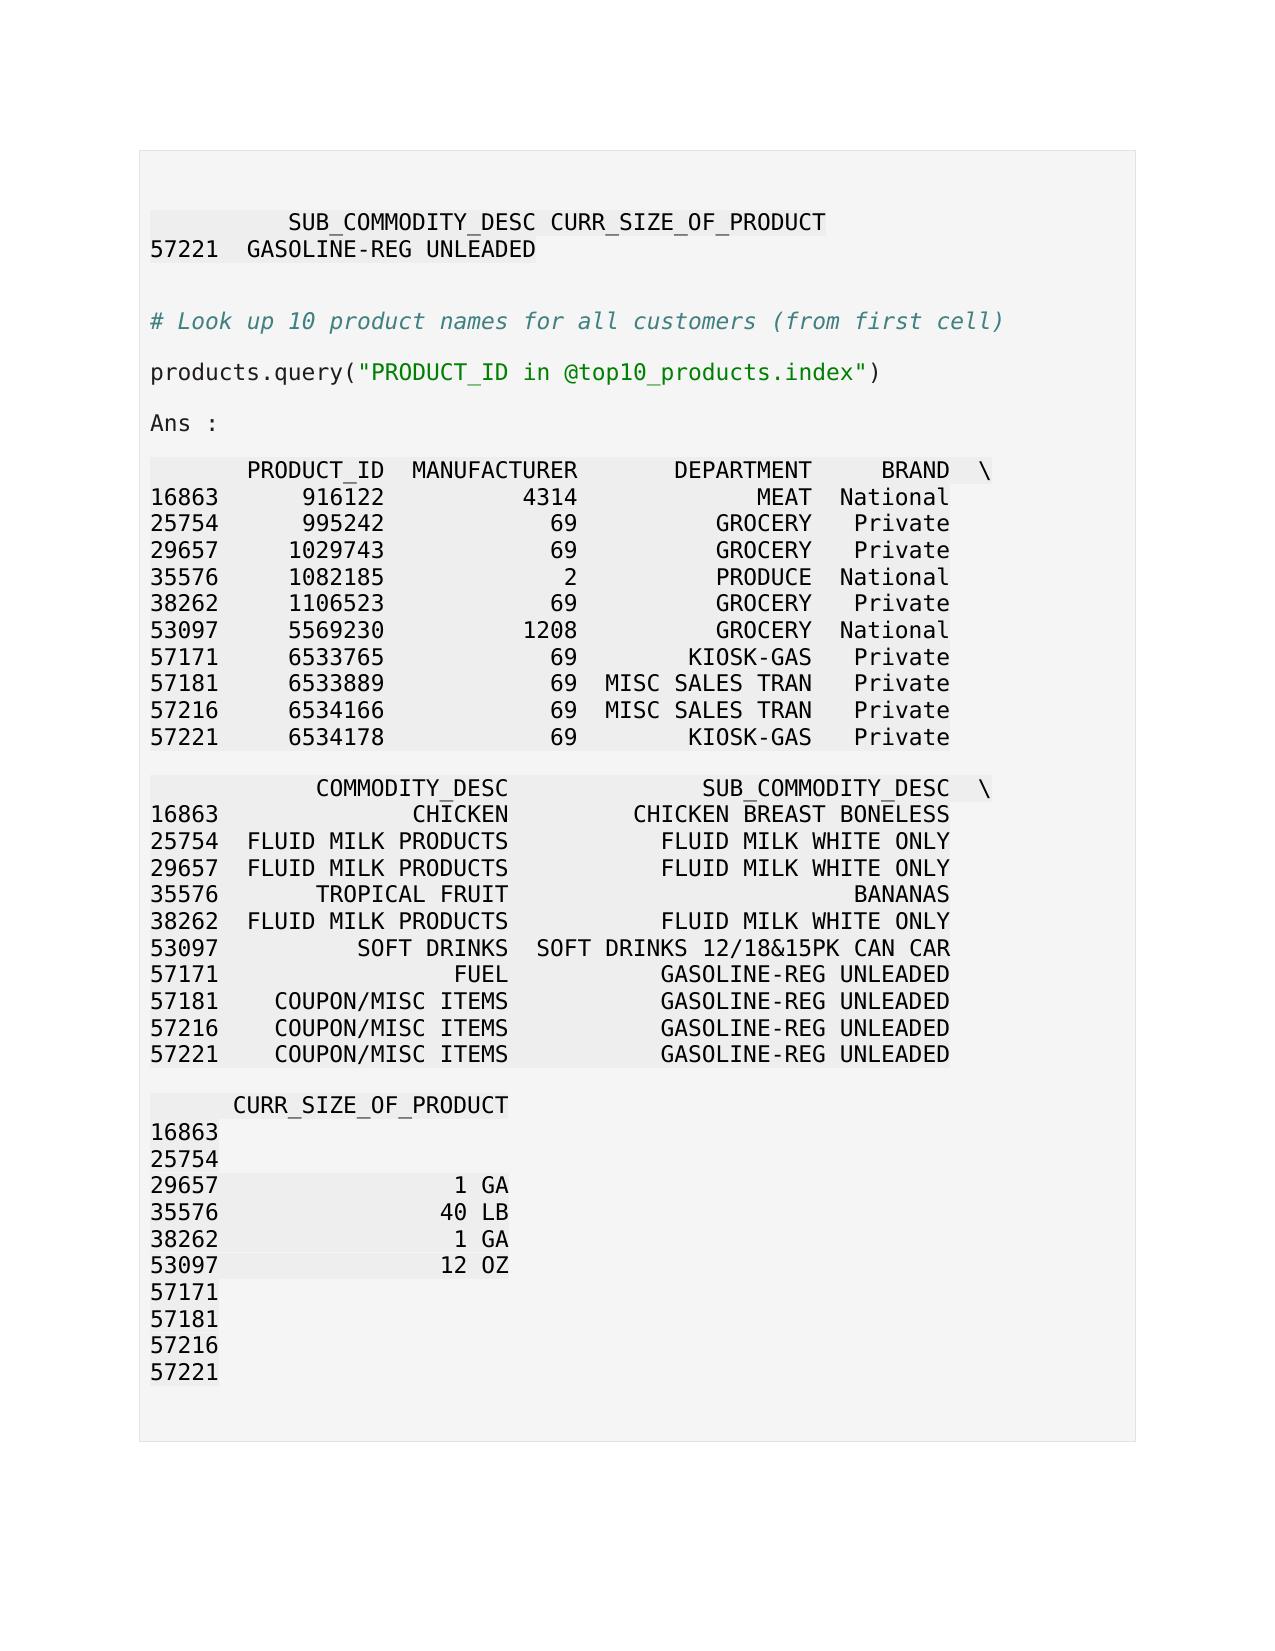 SUB_COMMODITY_DESC CURR_SIZE_OF_PRODUCT
57221  GASOLINE-REG UNLEADED
# Look up 10 product names for all customers (from first cell)
products.query("PRODUCT_ID in @top10_products.index")
Ans :
       PRODUCT_ID  MANUFACTURER       DEPARTMENT     BRAND  \
16863      916122          4314             MEAT  National
25754      995242            69          GROCERY   Private
29657     1029743            69          GROCERY   Private
35576     1082185             2          PRODUCE  National
38262     1106523            69          GROCERY   Private
53097     5569230          1208          GROCERY  National
57171     6533765            69        KIOSK-GAS   Private
57181     6533889            69  MISC SALES TRAN   Private
57216     6534166            69  MISC SALES TRAN   Private
57221     6534178            69        KIOSK-GAS   Private
            COMMODITY_DESC              SUB_COMMODITY_DESC  \
16863              CHICKEN         CHICKEN BREAST BONELESS
25754  FLUID MILK PRODUCTS           FLUID MILK WHITE ONLY
29657  FLUID MILK PRODUCTS           FLUID MILK WHITE ONLY
35576       TROPICAL FRUIT                         BANANAS
38262  FLUID MILK PRODUCTS           FLUID MILK WHITE ONLY
53097          SOFT DRINKS  SOFT DRINKS 12/18&15PK CAN CAR
57171                 FUEL           GASOLINE-REG UNLEADED
57181    COUPON/MISC ITEMS           GASOLINE-REG UNLEADED
57216    COUPON/MISC ITEMS           GASOLINE-REG UNLEADED
57221    COUPON/MISC ITEMS           GASOLINE-REG UNLEADED
      CURR_SIZE_OF_PRODUCT
16863
25754
29657                 1 GA
35576                40 LB
38262                 1 GA
53097                12 OZ
57171
57181
57216
57221